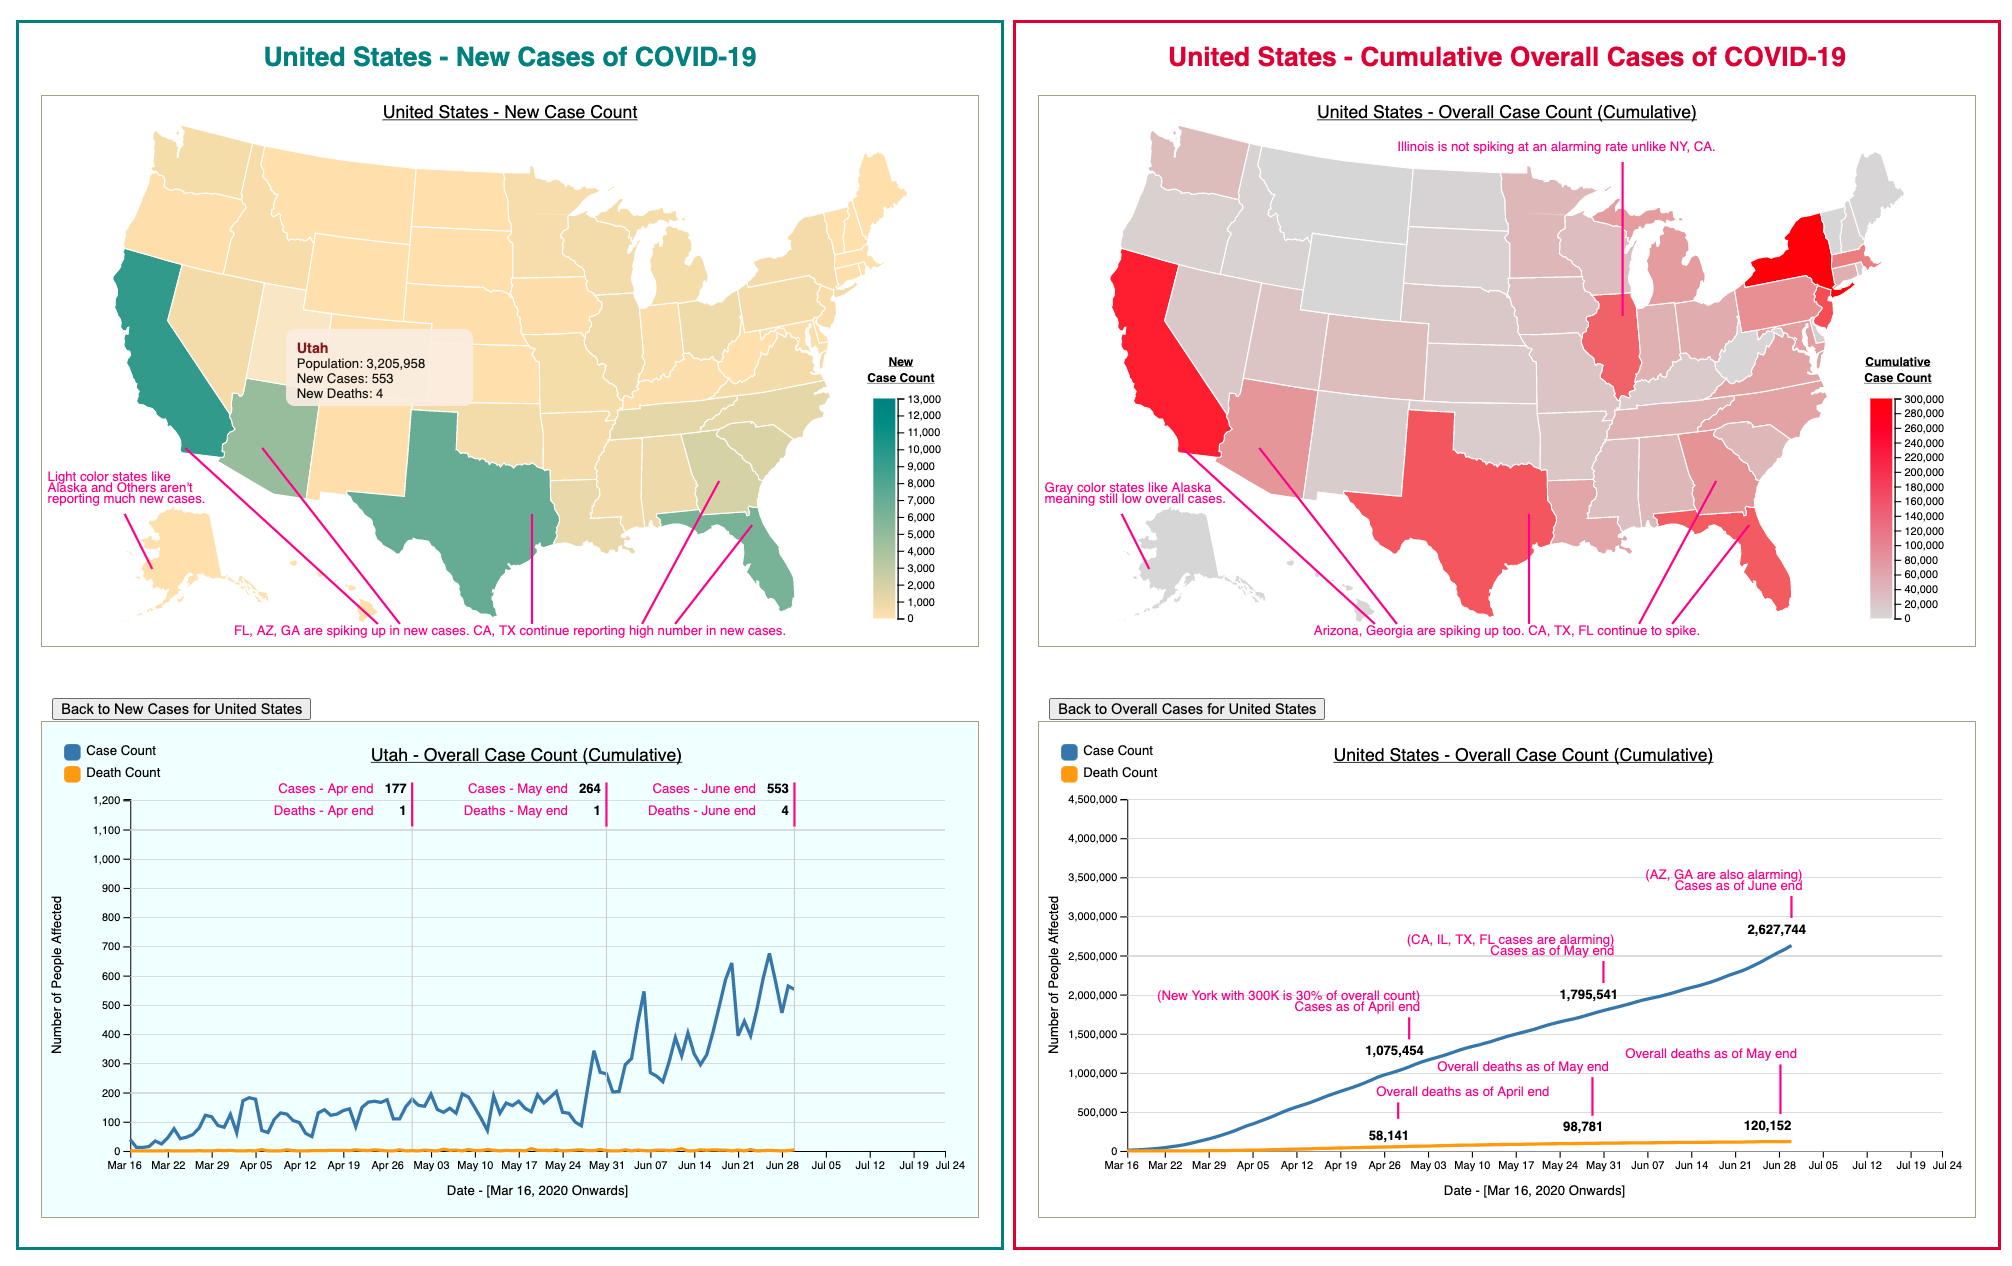 United States - New Cases of COVID-19
United States - New Case Count
Utah
Population: 3,205,958
New Cases: 553
New Deaths: 4
New
Case Count
13,000
12,000
11,000
10,000
9,000
8,000
7,000
6,000
5,000
4,000
3,000
2,000
1,000
0
Light color states like
Alaska and Others aren't
reporting much new cases.
FL, AZ, GA are spiking up in new cases. CA, TX continue reporting high number in new cases.
Back to New Cases for United States
Case Count
Death Count
Utah - Overall Case Count (Cumulative)
Cases - Apr end 177
Deaths - Apr end 1
Cases - May end 264
Deaths - May end 1
Cases - June end 553
Deaths - June end 4
Number of People Affected
1,200
1,100
1,000
900
800
700
600
500
400
300
200
100
0
Mar 16 Mar 22 Mar 29 Apr 05 Apr 12 Apr 19 Apr 26 May 03 May 10 May 17 May 24 May 31 Jun 07 Jun 14 Jun 21 Jun 28 Jul 05 Jul 12 Jul 19 Jul 24
Date - [Mar 16, 2020 Onwards]
United States - Cumulative Overall Cases of COVID-19
United States - Overall Case Count (Cumulative)
Illinois is not spiking at an alarming rate unlike NY, CA.
Cumulative
Case Count
300,000
280,000
260,000
240,000
220,000
200,000
180,000
160,000
140,000
120,000
100,000
80,000
60,000
40,000
20,000
0
Gray color states like Alaska
meaning still low overall cases.
Arizona, Georgia are spiking up too. CA, TX, FL continue to spike.
Back to Overall Cases for United States
Case Count
Death Count
United States - Overall Case Count (Cumulative)
Number of People Affected
4,500,000
4,000,000
3,500,000
3,000,000
2,500,000
2,000,000
1,500,000
1,000,000
500,000
0
(AZ, GA are also alarming)
Cases as of June end
2,627,744
(CA, IL, TX, FL cases are alarming)
Cases as of May end
1,795,541
(New York with 300K is 30% of overall count)
Cases as of April end
1,075,454
Overall deaths as of May end
120,152
Overall deaths as of May end
98,781
Overall deaths as of April end
58,141
Mar 16 Mar 22 Mar 29 Apr 05 Apr 12 Apr 19 Apr 26 May 03 May 10 May 17 May 24 May 31 Jun 07 Jun 14 Jun 21 Jun 28 Jul 05 Jul 12 Jul 19 Jul 24
Date - [Mar 16, 2020 Onwards]